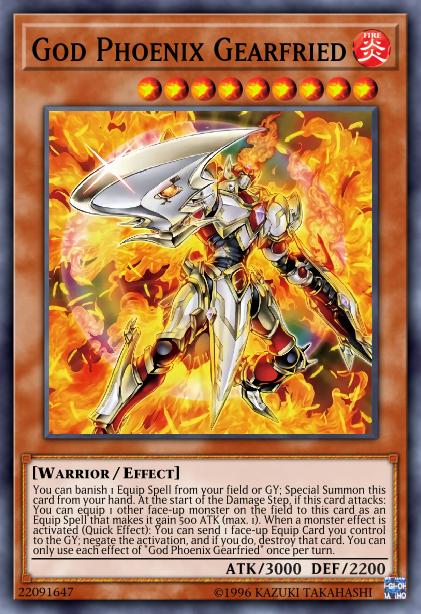 God Phoenix Gearfried
FIRE
炎
[Warrior / Effect]
You can banish 1 Equip Spell from your field or GY; Special Summon this
card from your hand. At the start of the Damage Step, if this card attacks:
You can equip 1 other face-up monster on the field to this card as an
Equip Spell that makes it gain 500 ATK (max. 1). When a monster effect is
activated (Quick Effect): You can send 1 face-up Equip Card you control
to the GY; negate the activation, and if you do, destroy that card. You can
only use each effect of "God Phoenix Gearfried" once per turn.
ATK/3000 DEF/2200
22091647 ©1996 KAZUKI TAKAHASHI